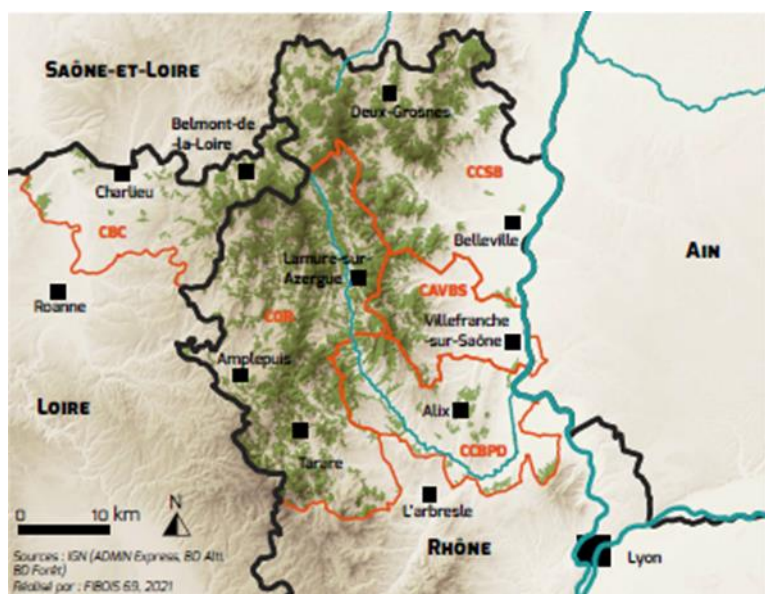 SAÔNE-ET-LOIRE
Deux-Grosnes
Belmont-de
-la-Loire
CCSB
Charlieu
CBC
Belleville
AIN
Lamure-sur-
Azergue
CAVBS
Roanne
COR
Villefranche
-sur-Saône
Amplepuis
LOIRE
Alix
CCBPD
Tarare
N
0 10 km
L'arbresle
RHÔNE
Lyon
Sources : IGN (ADMIN Express, BD Alti,
BD Forêt)
Réalisé par : FIBOIS 69, 2021